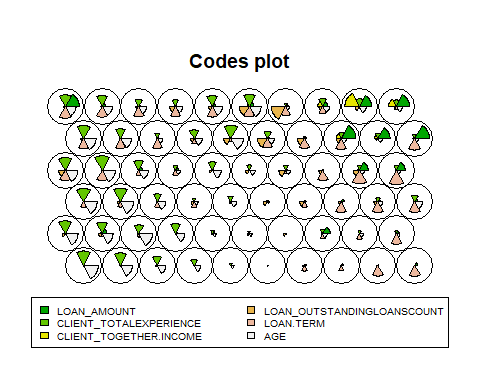 Codes plot
LOAN_AMOUNT
CLIENT_TOTALEXPERIENCE
CLIENT_TOGETHER.INCOME
LOAN_OUTSTANDINGLOANSCOUNT
LOAN.TERM
AGE